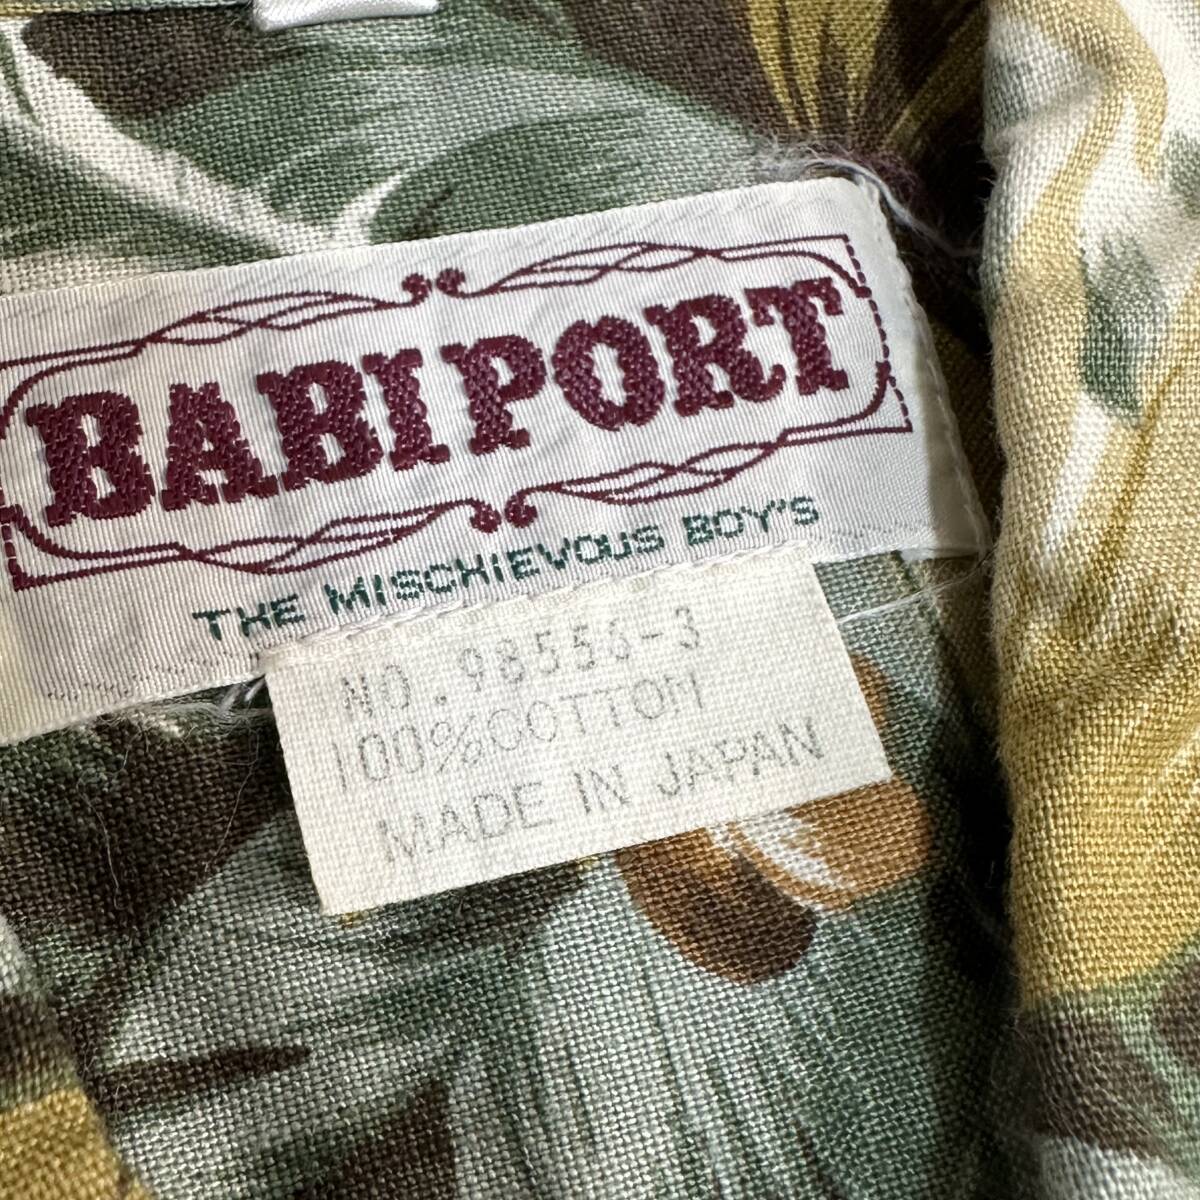 BABI PORT
THE MISCHIEVOUS BOY'S
NO. 98556-3
100%COTTON
MADE IN JAPAN